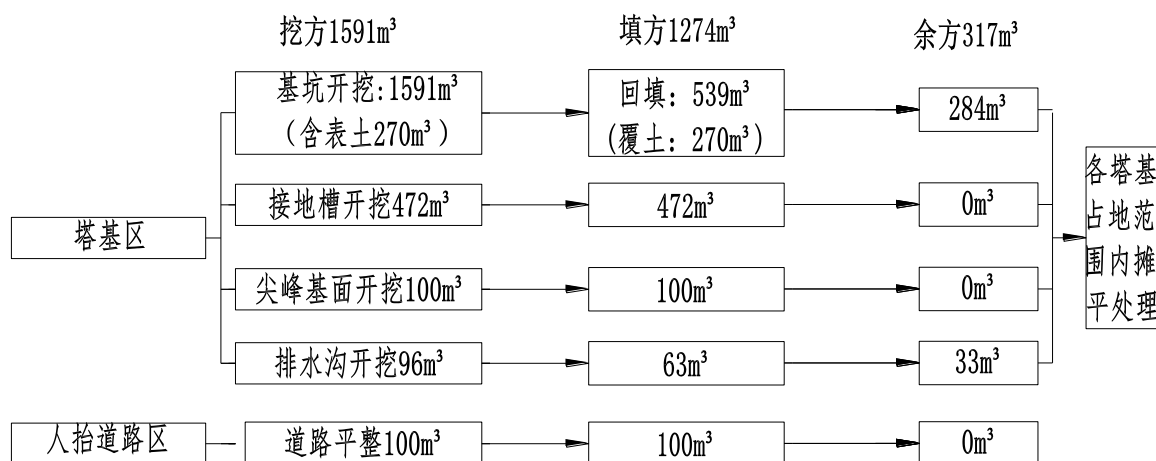 挖方1591m³
填方1274m³
余方317m³
基坑开挖:1591m³
(含表土270m³)
回填: 539m³
(覆土: 270m³)
284m³
塔基区
接地槽开挖472m³
472m³
0m³
尖峰基面开挖100m³
100m³
0m³
排水沟开挖96m³
63m³
33m³
各塔基
占地范
围内摊
平处理
人抬道路区
道路平整100m³
100m³
0m³